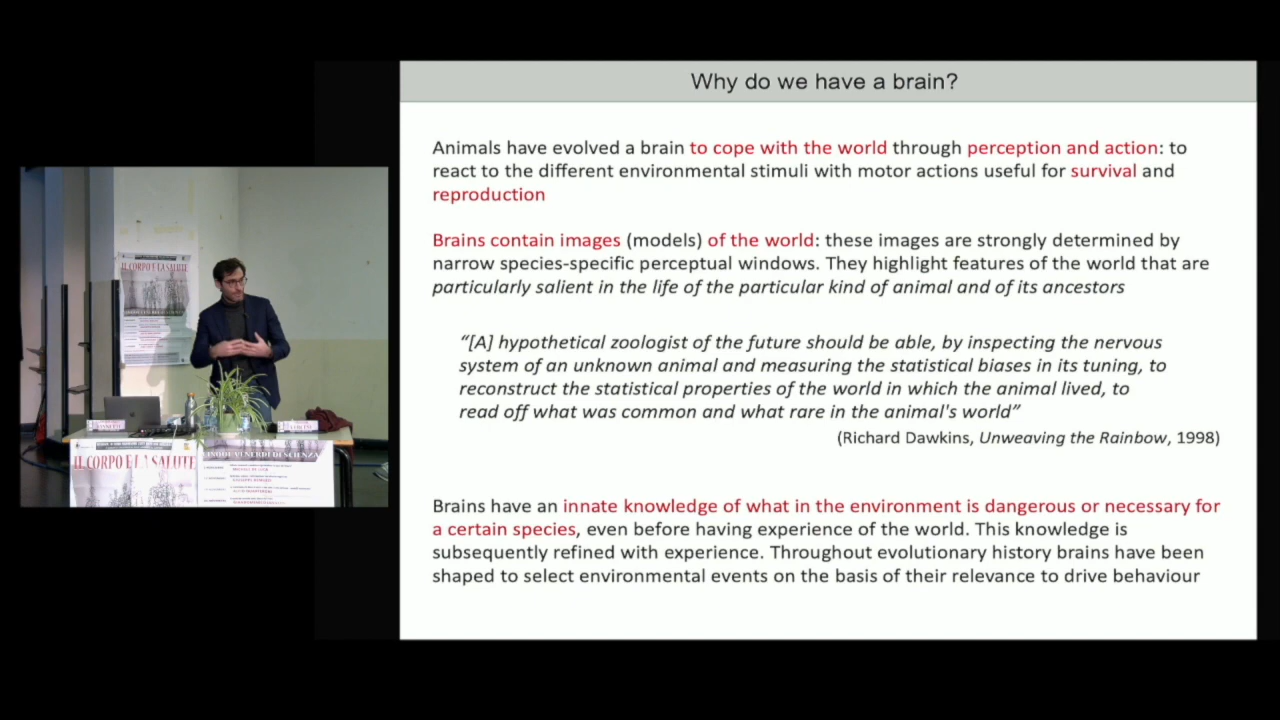 Why do we have a brain?
Animals have evolved a brain to cope with the world through perception and action: to
react to the different environmental stimuli with motor actions useful for survival and
reproduction
Brains contain images (models) of the world: these images are strongly determined by
narrow species-specific perceptual windows. They highlight features of the world that are
particularly salient in the life of the particular kind of animal and of its ancestors
“[A] hypothetical zoologist of the future should be able, by inspecting the nervous
system of an unknown animal and measuring the statistical biases in its tuning, to
reconstruct the statistical properties of the world in which the animal lived, to
read off what was common and what rare in the animal's world”
(Richard Dawkins, Unweaving the Rainbow, 1998)
Brains have an innate knowledge of what in the environment is dangerous or necessary for
a certain species, even before having experience of the world. This knowledge is
subsequently refined with experience. Throughout evolutionary history brains have been
shaped to select environmental events on the basis of their relevance to drive behaviour
IL CORPO E LA SALUTE
IL CORPO E LA SALUTE
CINQUE VENERDÌ DI SCIENZA